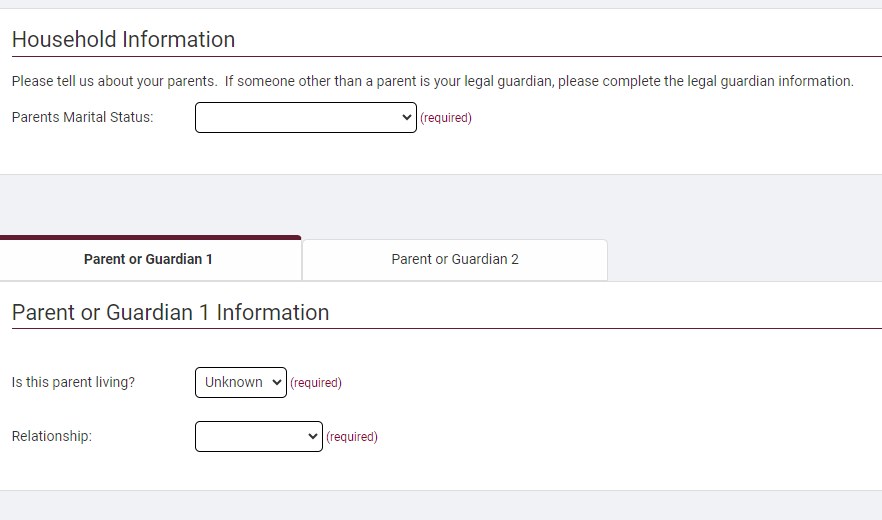 Household Information
Please tell us about your parents.  If someone other than a parent is your legal guardian, please complete the legal guardian information.
Parents Marital Status: (required)
Parent or Guardian 1 Parent or Guardian 2
Parent or Guardian 1 Information
Is this parent living? Unknown (required)
Relationship: (required)